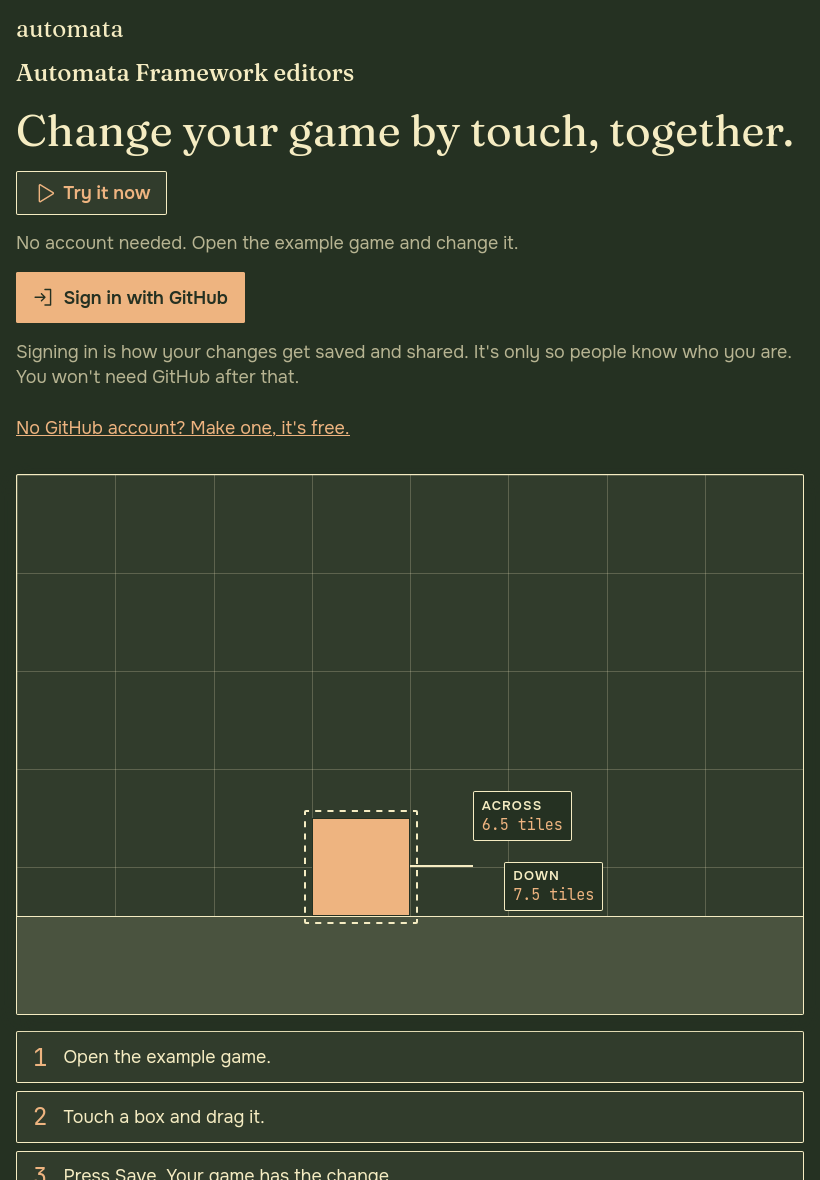 automata
Automata Framework editors
Change your game by touch, together.
Try it now
No account needed. Open the example game and change it.
Sign in with GitHub
Signing in is how your changes get saved and shared. It's only so people know who you are.
You won't need GitHub after that.
No GitHub account? Make one, it's free.
ACROSS
6.5 tiles
DOWN
7.5 tiles
1 Open the example game.
2 Touch a box and drag it.
3 Press Save. Your game has the change.